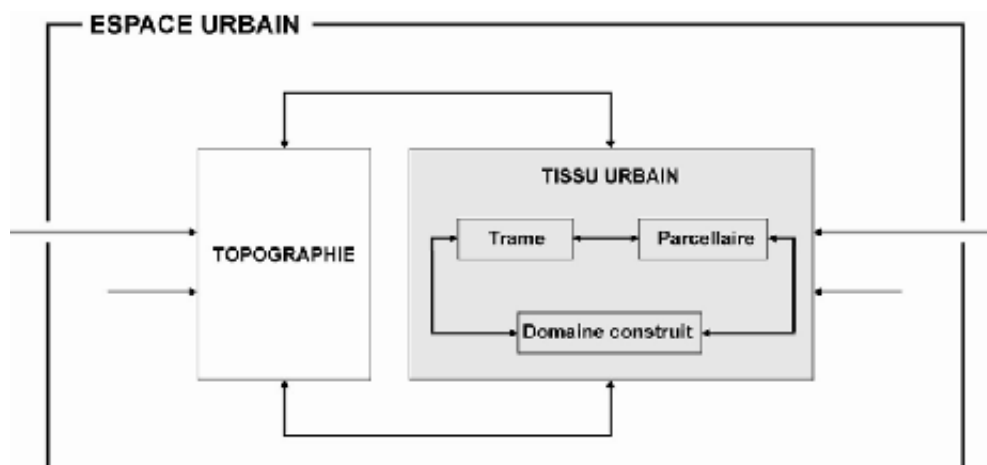 ESPACE URBAIN
TISSU URBAIN
Trame
Parcellaire
TOPOGRAPHIE
Domaine construit